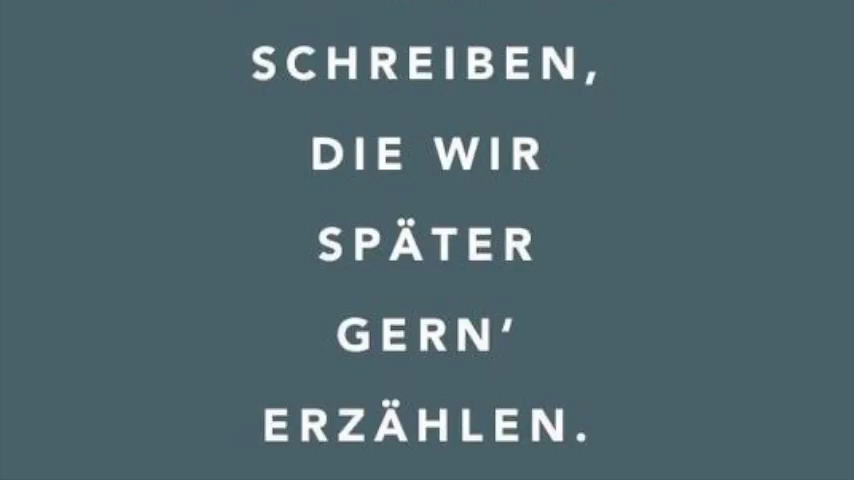 SCHREIBEN,
DIE WIR
SPÄTER
GERN’
ERZÄHLEN.